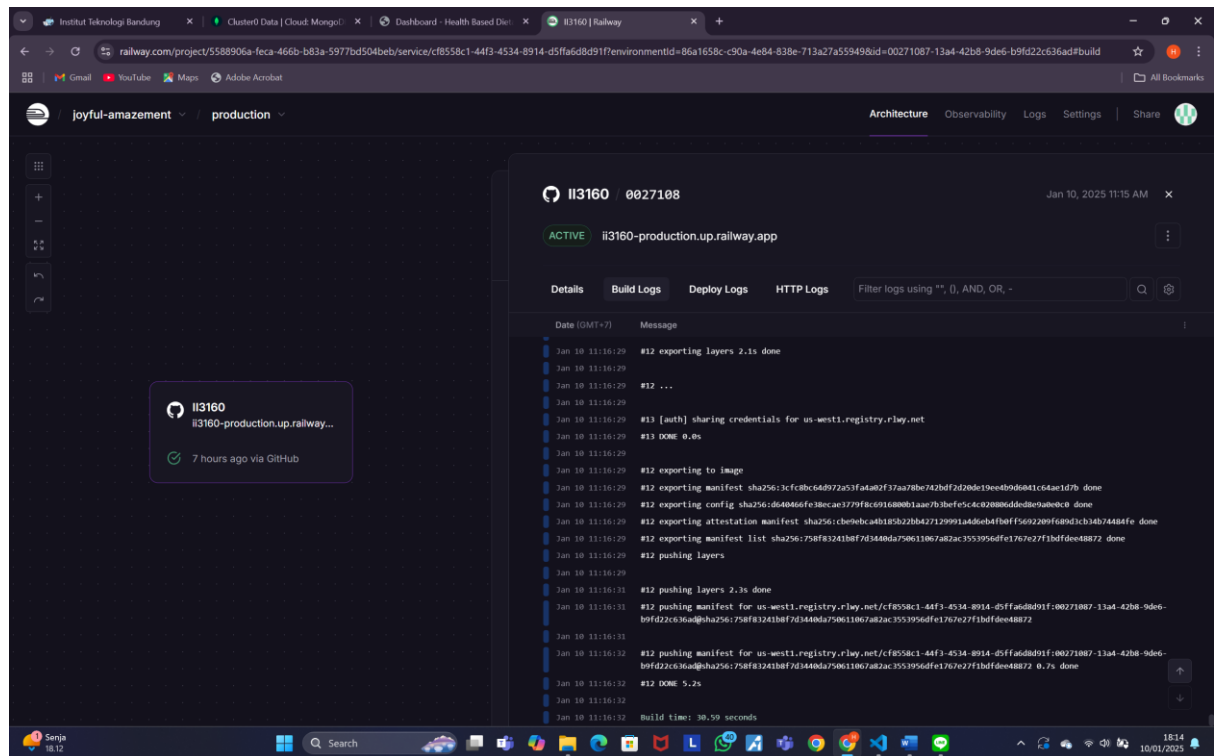 Institut Teknologi Bandung
Cluster0 Data | Cloud: MongoD
Dashboard - Health Based Diet
II3160 | Railway
railway.com/project/5588906a-feca-466b-b83a-5977bd504beb/service/cf8558c1-44f3-4534-8914-d5ffa6d8d91f?environmentId=86a1658c-c90a-4e84-838e-713a27a55949&id=00271087-13a4-42b8-9de6-b9fd22c636ad#build
Gmail
YouTube
Maps
Adobe Acrobat
All Bookmarks
joyful-amazement / production
Architecture
Observability
Logs
Settings
Share
II3160 / 0027108
Jan 10, 2025 11:15 AM
ACTIVE ii3160-production.up.railway.app
Details
Build Logs
Deploy Logs
HTTP Logs
Filter logs using "", (), AND, OR, -
Date (GMT+7) Message
Jan 10 11:16:29 #12 exporting layers 2.1s done
Jan 10 11:16:29
Jan 10 11:16:29 #12 ...
Jan 10 11:16:29
Jan 10 11:16:29 #13 [auth] sharing credentials for us-west1.registry.rlwy.net
Jan 10 11:16:29 #13 DONE 0.0s
Jan 10 11:16:29
Jan 10 11:16:29 #12 exporting to image
Jan 10 11:16:29 #12 exporting manifest sha256:3cfc8bc64d972a53fa4a02f37aa78be742bdf2d20de19ee4b9d6041c64ae1d7b done
Jan 10 11:16:29 #12 exporting config sha256:d640466fe38ecae3779f8c6916800b1aae7b3befe5c4c020806dded8e9a0e0c0 done
Jan 10 11:16:29 #12 exporting attestation manifest sha256:cbe9ebca4b185b22bb427129991a4d6eb4fb0ff5692209f689d3cb34b74484fe done
Jan 10 11:16:29 #12 exporting manifest list sha256:758f83241b8f7d3440da750611067a82ac3553956dfe1767e27f1bdfdee48872 done
Jan 10 11:16:29 #12 pushing layers
Jan 10 11:16:29
Jan 10 11:16:31 #12 pushing layers 2.3s done
Jan 10 11:16:31 #12 pushing manifest for us-west1.registry.rlwy.net/cf8558c1-44f3-4534-8914-d5ffa6d8d91f:00271087-13a4-42b8-9de6-
b9fd22c636ad@sha256:758f83241b8f7d3440da750611067a82ac3553956dfe1767e27f1bdfdee48872
Jan 10 11:16:31
Jan 10 11:16:32 #12 pushing manifest for us-west1.registry.rlwy.net/cf8558c1-44f3-4534-8914-d5ffa6d8d91f:00271087-13a4-42b8-9de6-
b9fd22c636ad@sha256:758f83241b8f7d3440da750611067a82ac3553956dfe1767e27f1bdfdee48872 0.7s done
Jan 10 11:16:32 #12 DONE 5.2s
Jan 10 11:16:32
Jan 10 11:16:32 Build time: 30.59 seconds
II3160
ii3160-production.up.railway...
7 hours ago via GitHub
Senja
18.12
Search
18:14
10/01/2025